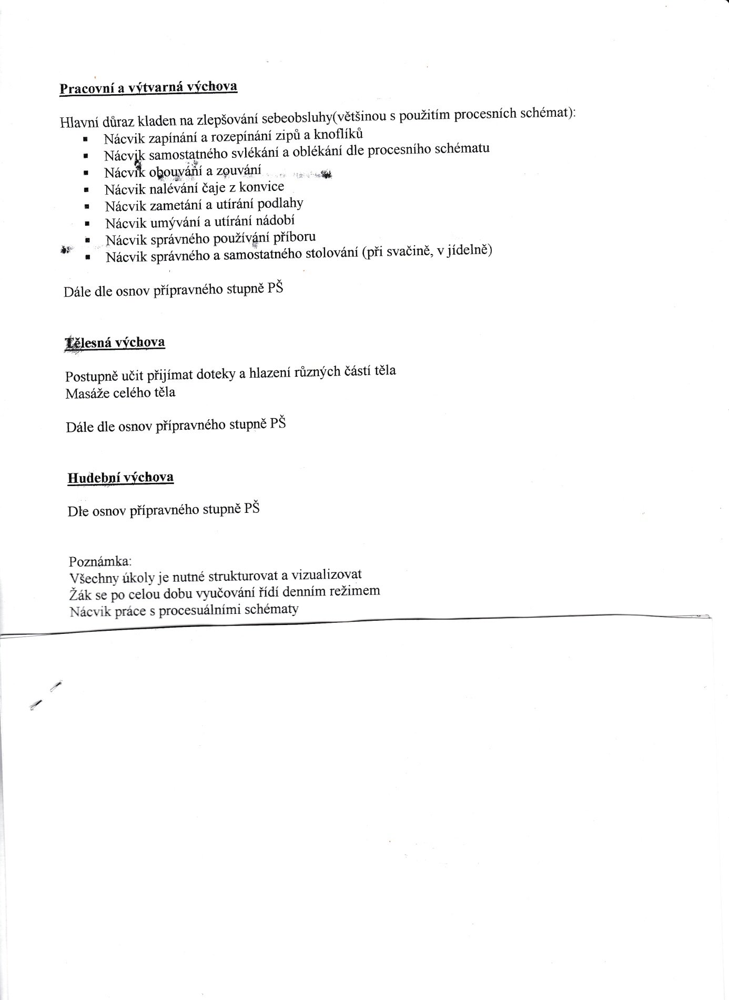 Pracovní a výtvarná výchova
Hlavní důraz kladen na zlepšování sebeobsluhy(většinou s použitím procesních schémat):
▪ Nácvik zapínání a rozepínání zipů a knoflíků
▪ Nácvik samostatného svlékání a oblékání dle procesního schématu
▪ Nácvik obouvání a zouvání
▪ Nácvik nalévání čaje z konvice
▪ Nácvik zametání a utírání podlahy
▪ Nácvik umývání a utírání nádobí
▪ Nácvik správného používání příboru
▪ Nácvik správného a samostatného stolování (při svačině, v jídelně)
Dále dle osnov přípravného stupně PŠ
Tělesná výchova
Postupně učit přijímat doteky a hlazení různých částí těla
Masáže celého těla
Dále dle osnov přípravného stupně PŠ
Hudební výchova
Dle osnov přípravného stupně PŠ
Poznámka:
Všechny úkoly je nutné strukturovat a vizualizovat
Žák se po celou dobu vyučování řídí denním režimem
Nácvik práce s procesuálními schématy